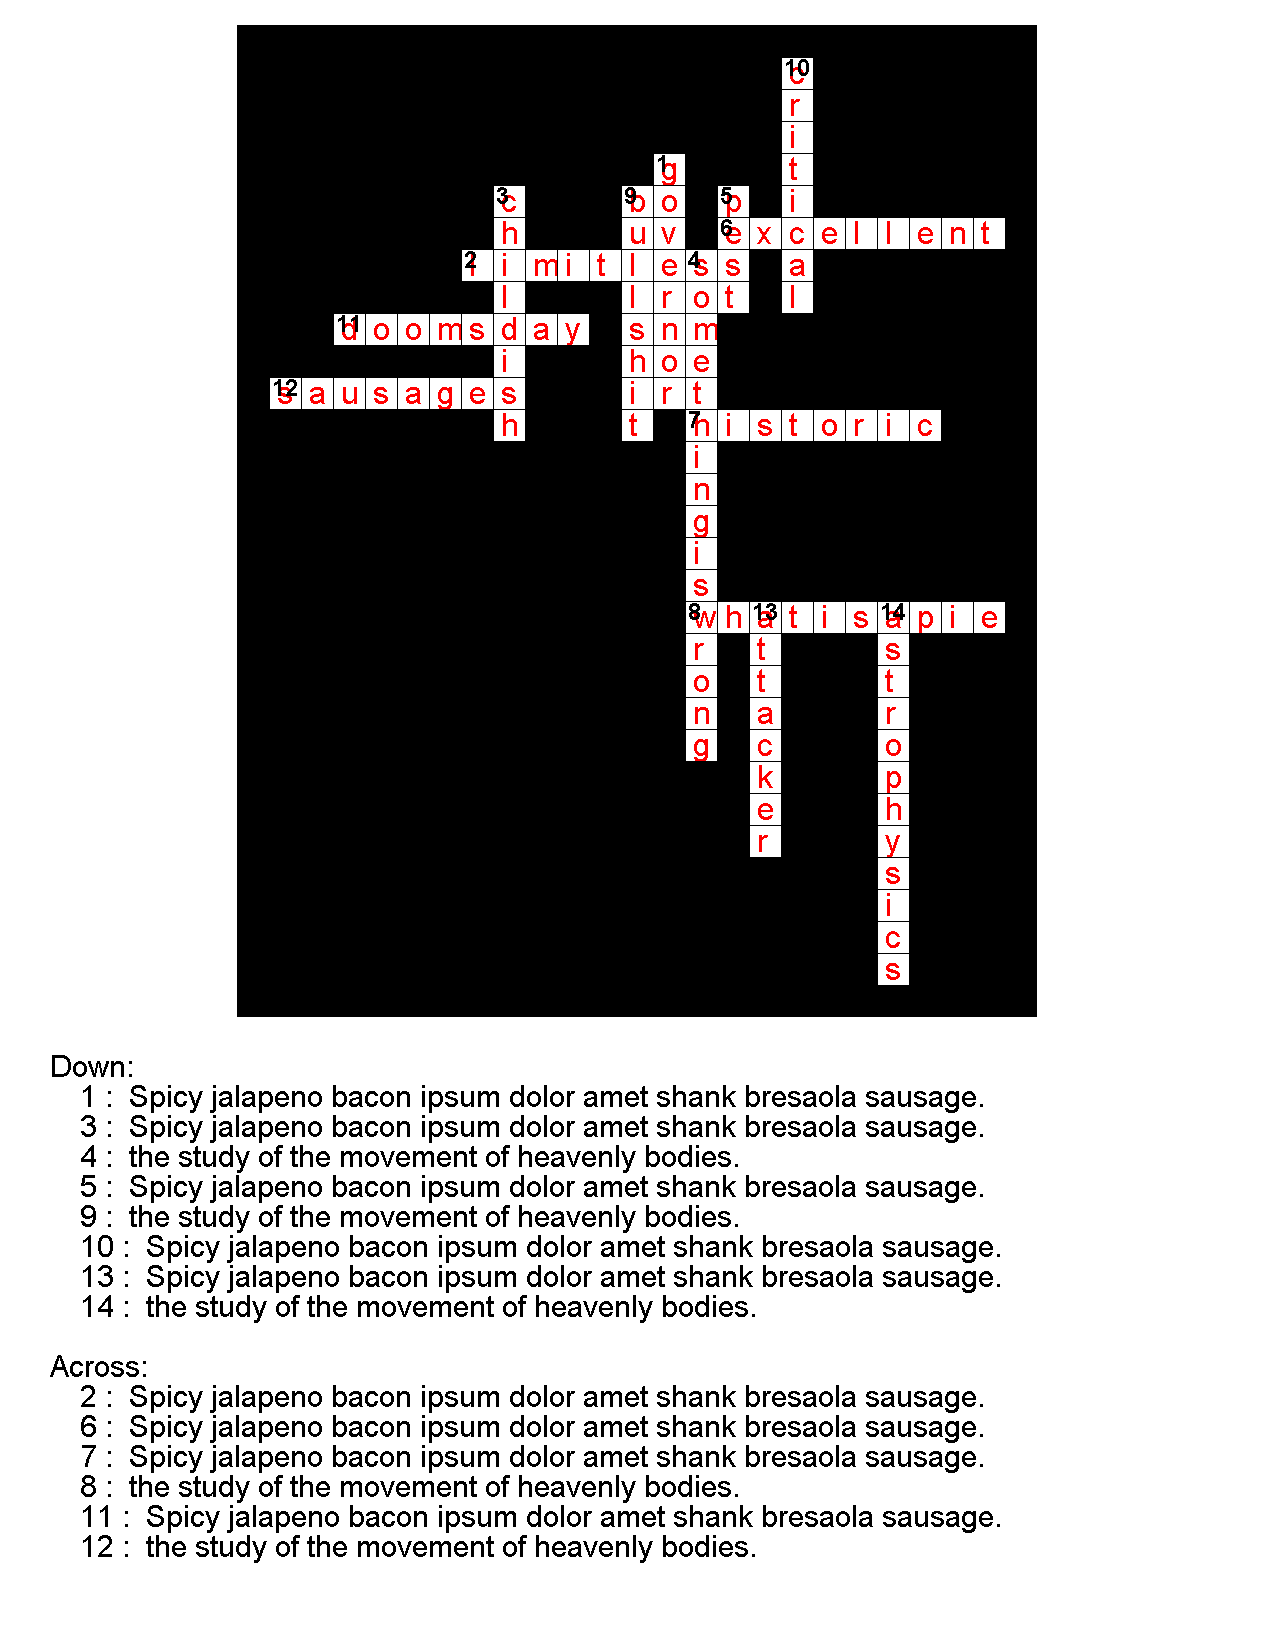 10 c
r
i
1 g t
3 c 9 b o 5 p i
h u v 6 e x c e l l e n t
2 l i m i t l e 4 s s a
l l r o t l
11 d o o m s d a y s n m
i h o e
12 s a u s a g e s i r t
h t 7 h i s t o r i c
i
n
g
i
s
8 w h 13 a t i s 14 a p i e
r t s
o t t
n a r
g c o
k p
e h
r y
s
i
c
s
Down:
1 : Spicy jalapeno bacon ipsum dolor amet shank bresaola sausage.
3 : Spicy jalapeno bacon ipsum dolor amet shank bresaola sausage.
4 : the study of the movement of heavenly bodies.
5 : Spicy jalapeno bacon ipsum dolor amet shank bresaola sausage.
9 : the study of the movement of heavenly bodies.
10 : Spicy jalapeno bacon ipsum dolor amet shank bresaola sausage.
13 : Spicy jalapeno bacon ipsum dolor amet shank bresaola sausage.
14 : the study of the movement of heavenly bodies.
Across:
2 : Spicy jalapeno bacon ipsum dolor amet shank bresaola sausage.
6 : Spicy jalapeno bacon ipsum dolor amet shank bresaola sausage.
7 : Spicy jalapeno bacon ipsum dolor amet shank bresaola sausage.
8 : the study of the movement of heavenly bodies.
11 : Spicy jalapeno bacon ipsum dolor amet shank bresaola sausage.
12 : the study of the movement of heavenly bodies.